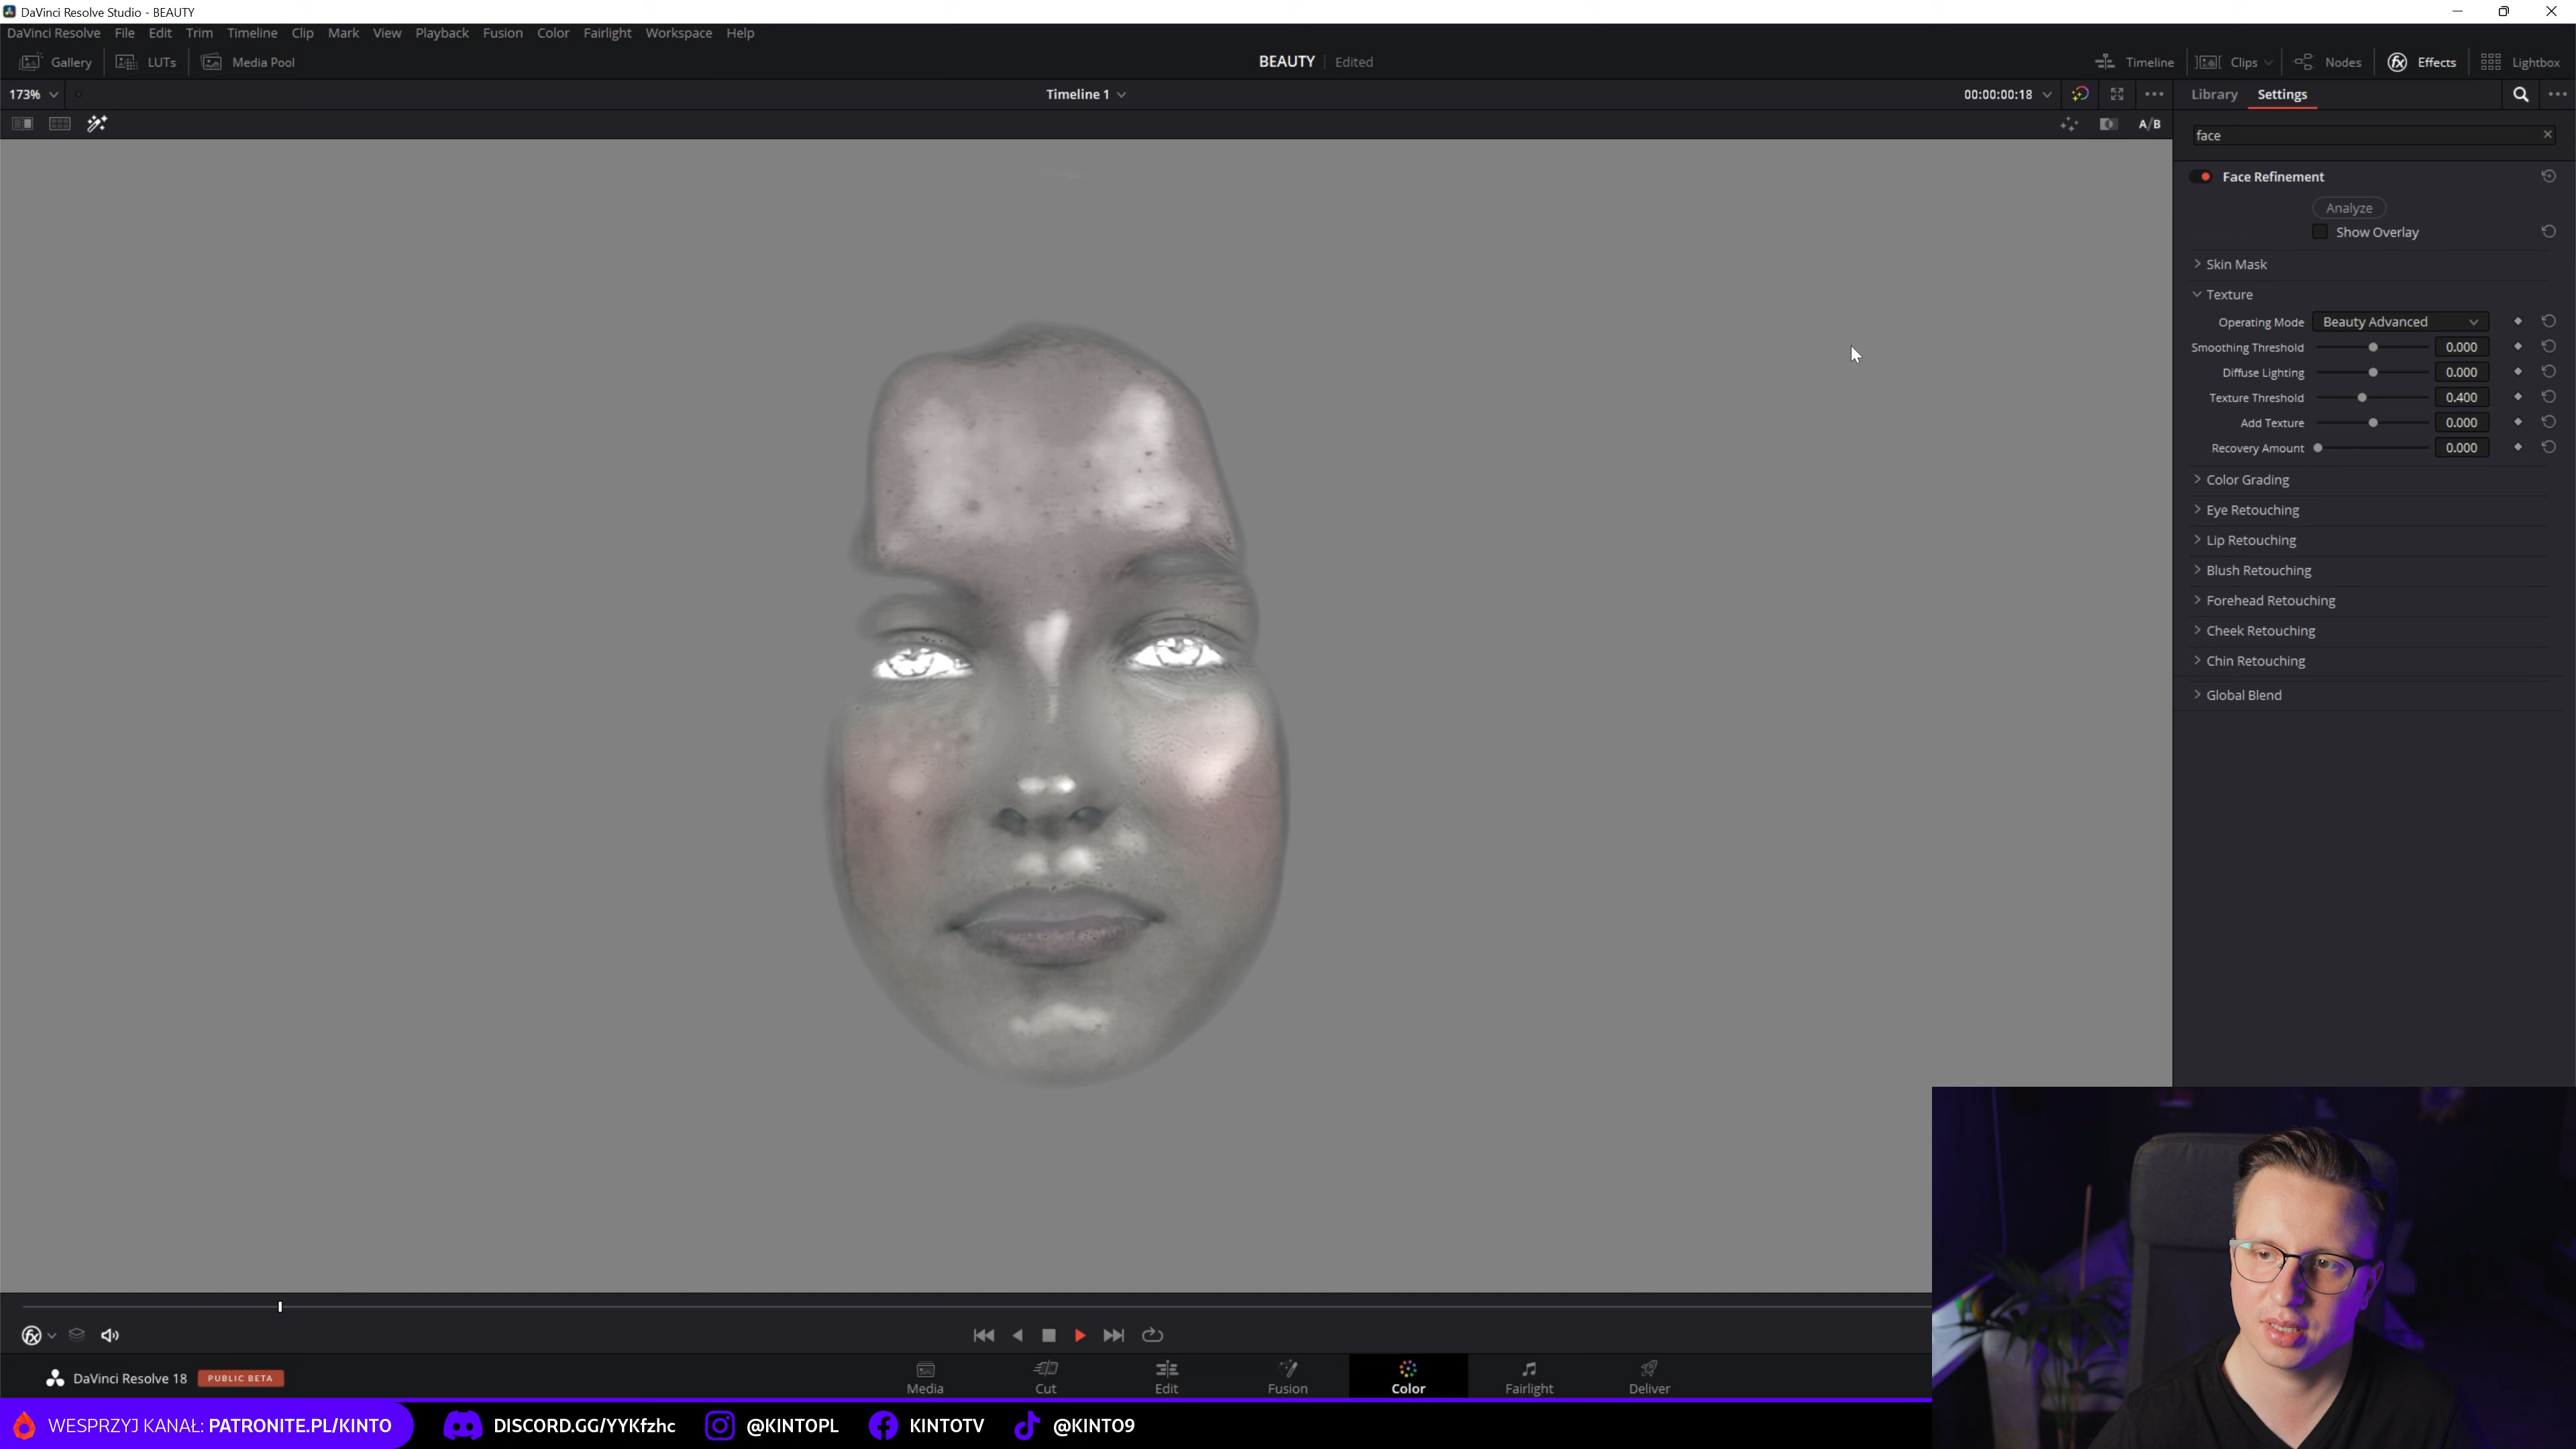 DaVinci Resolve Studio - BEAUTY
DaVinci Resolve File Edit Trim Timeline Clip Mark View Playback Fusion Color Fairlight Workspace Help
Gallery LUTs Media Pool BEAUTY Edited Timeline Clips Nodes Effects Lightbox
173% Timeline 1 00:00:00:18 Library Settings
A/B
face
Face Refinement
Analyze
Show Overlay
Skin Mask
Texture
Operating Mode Beauty Advanced
Smoothing Threshold 0.000
Diffuse Lighting 0.000
Texture Threshold 0.400
Add Texture 0.000
Recovery Amount 0.000
Color Grading
Eye Retouching
Lip Retouching
Blush Retouching
Forehead Retouching
Cheek Retouching
Chin Retouching
Global Blend
DaVinci Resolve 18 PUBLIC BETA
Media Cut Edit Fusion Color Fairlight Deliver
WESPRZYJ KANAŁ: PATRONITE.PL/KINTO DISCORD.GG/YYKfzhc @KINTOPL KINTOTV @KINTO9